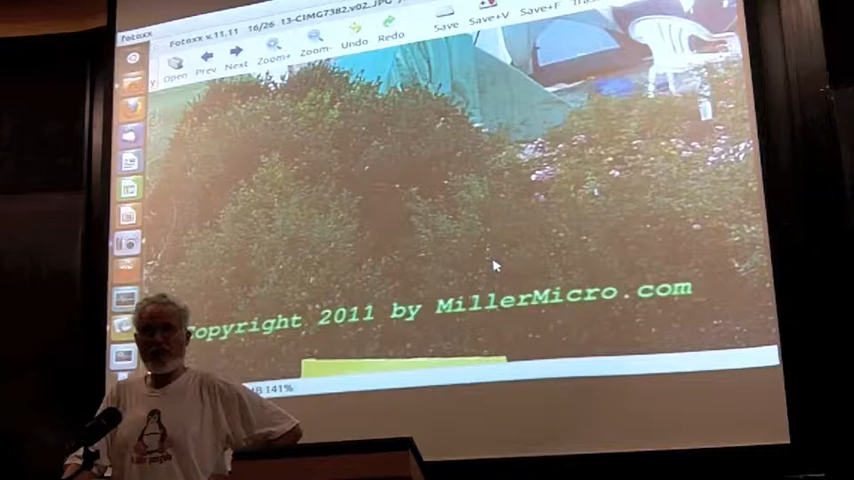 fotoxx
fotoxx v.11.11 16/26 13-CIMG7382.v02.JPG
Open Prev Next Zoom+ Zoom- Undo Redo Save Save+V Save+F
Copyright 2011 by MillerMicro.com
141%